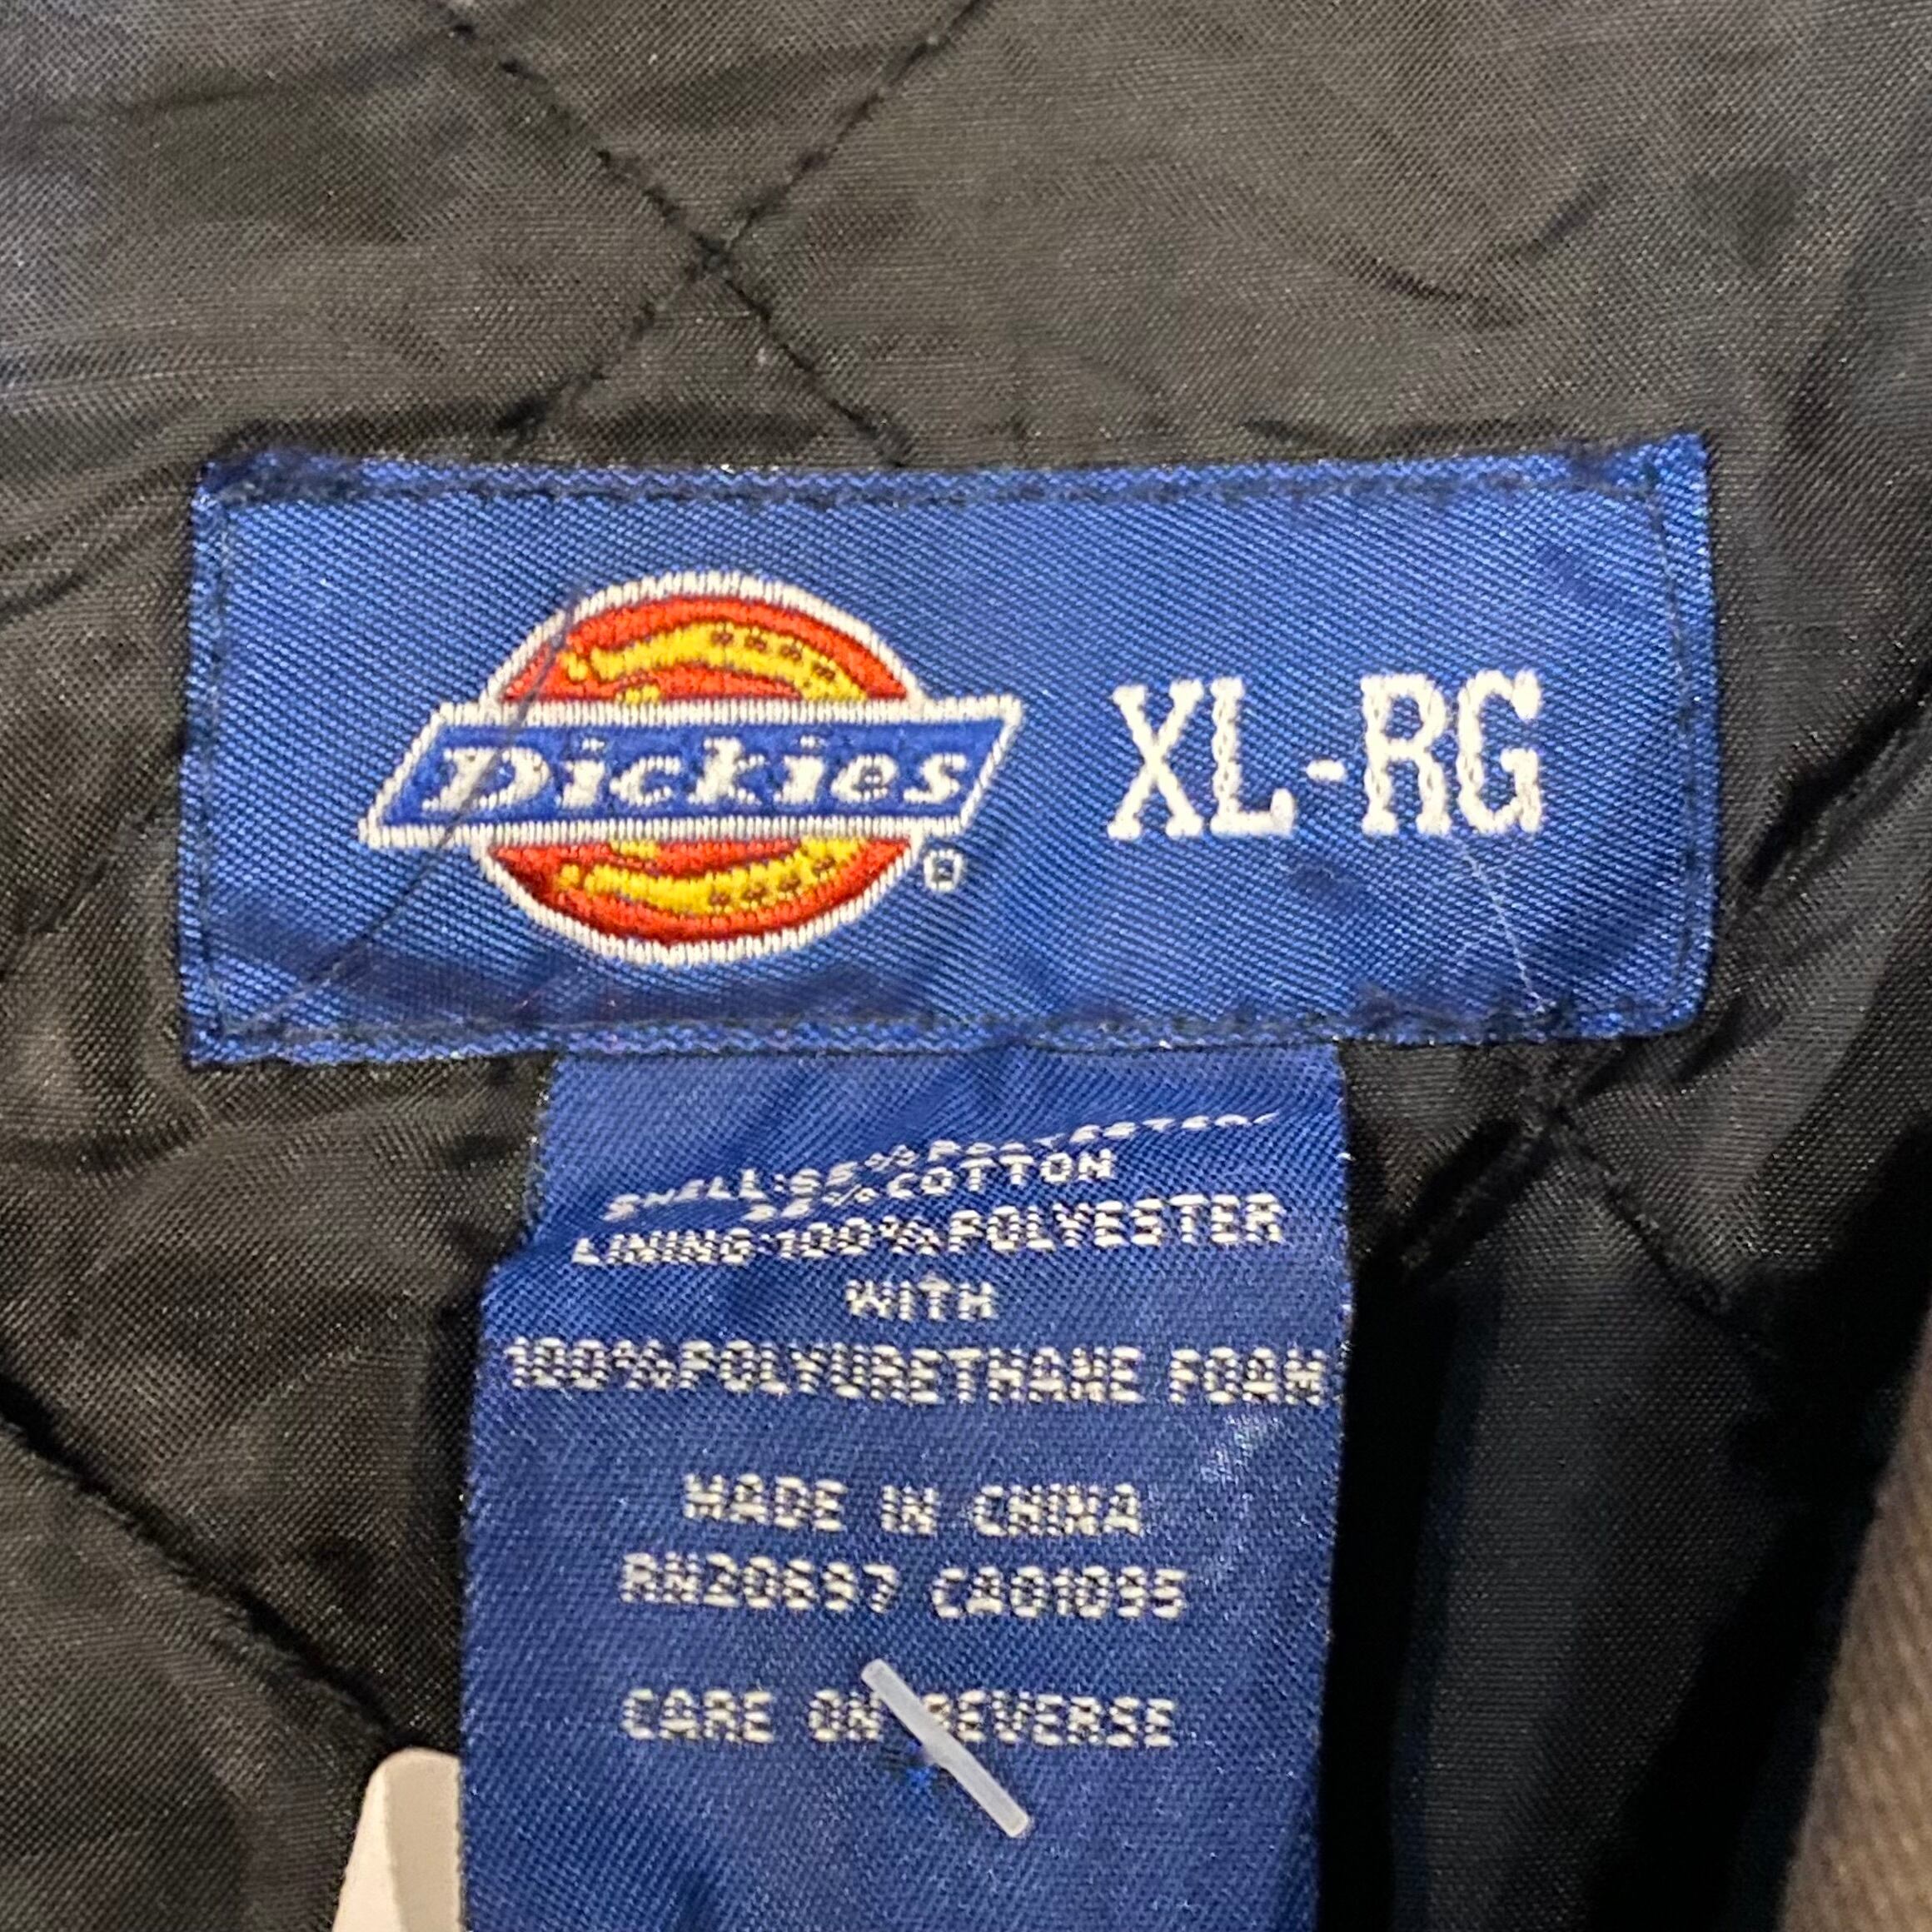 Dickies® XL-RG
SHELL:65%POLYESTER
35%COTTON
LINING:100%POLYESTER
WITH
100%POLYURETHANE FOAM
MADE IN CHINA
RN20697 CA01095
CARE ON REVERSE